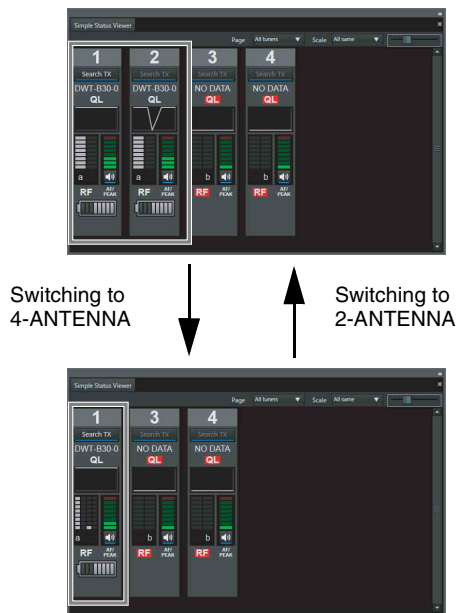 Simple Status Viewer
Page All tuners Scale All same
1 2 3 4
Search TX Search TX Search TX Search TX
DWT-B30-0 DWT-B30-0 NO DATA NO DATA
QL QL QL QL
a a b b
RF AF/PEAK RF AF/PEAK RF AF/PEAK RF AF/PEAK
Switching to
4-ANTENNA
Switching to
2-ANTENNA
Simple Status Viewer
Page All tuners Scale All same
1 3 4
Search TX Search TX Search TX
DWT-B30-0 NO DATA NO DATA
QL QL QL
a b b
RF AF/PEAK RF AF/PEAK RF AF/PEAK